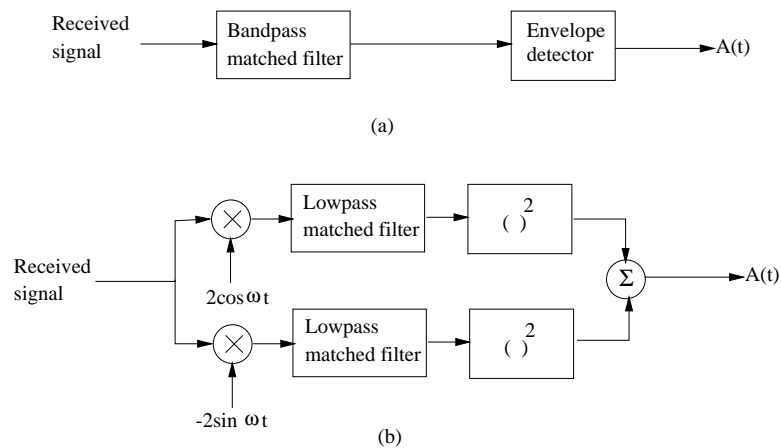 Received
signal
Bandpass
matched filter
Envelope
detector
A(t)
(a)
Lowpass
matched filter
( )²
Received
signal
2cos ωt
Σ
A(t)
Lowpass
matched filter
( )²
-2sin ωt
(b)